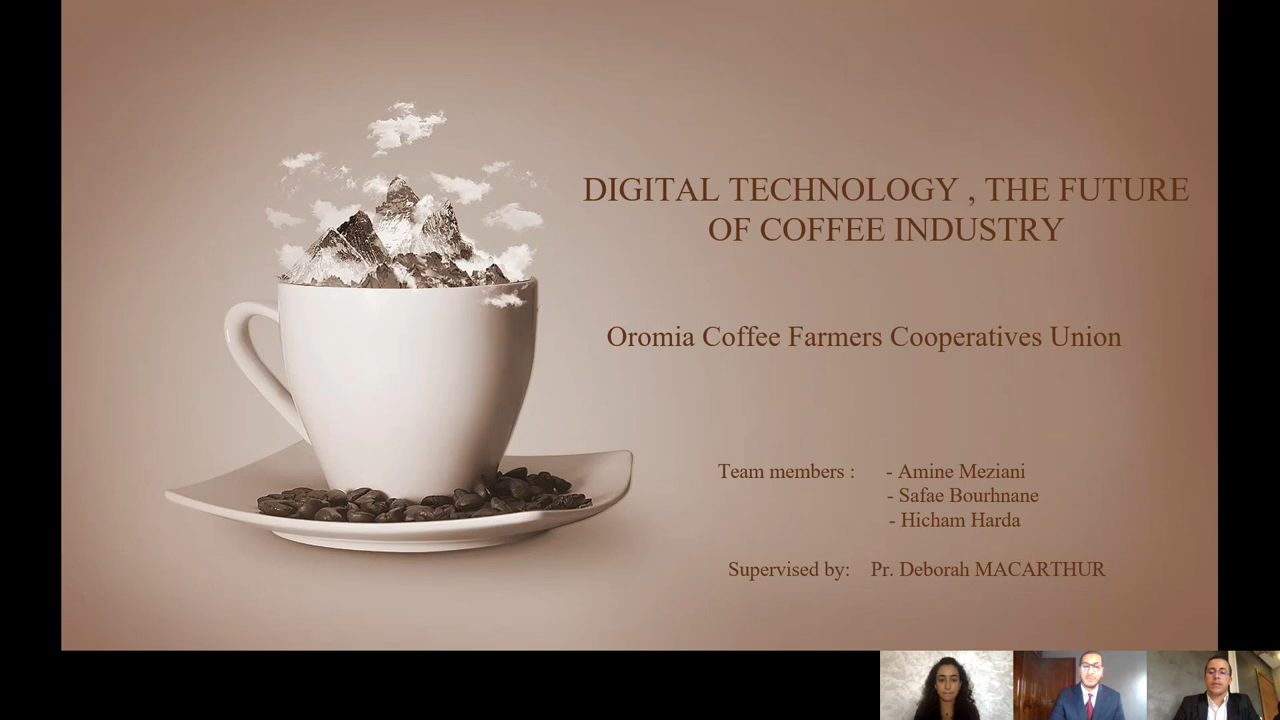 DIGITAL TECHNOLOGY , THE FUTURE
OF COFFEE INDUSTRY
Oromia Coffee Farmers Cooperatives Union
Team members : - Amine Meziani
- Safae Bourhnane
- Hicham Harda
Supervised by: Pr. Deborah MACARTHUR